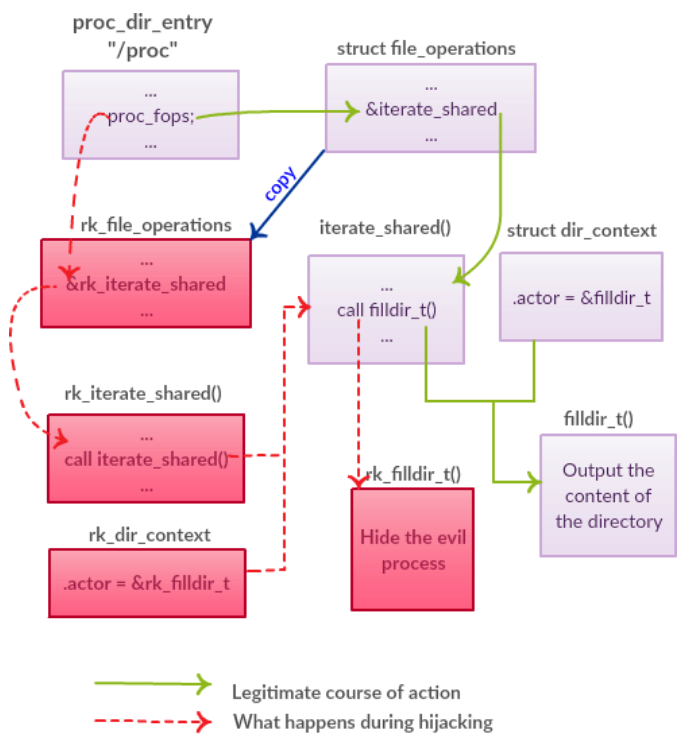 proc_dir_entry
"/proc"
...
proc_fops;
...
struct file_operations
...
&iterate_shared
...
copy
rk_file_operations
...
&rk_iterate_shared
...
iterate_shared()
...
call filldir_t()
...
struct dir_context
.actor = &filldir_t
rk_iterate_shared()
...
call iterate_shared()
...
rk_filldir_t()
Hide the evil
process
filldir_t()
Output the
content of
the directory
rk_dir_context
.actor = &rk_filldir_t
Legitimate course of action
What happens during hijacking